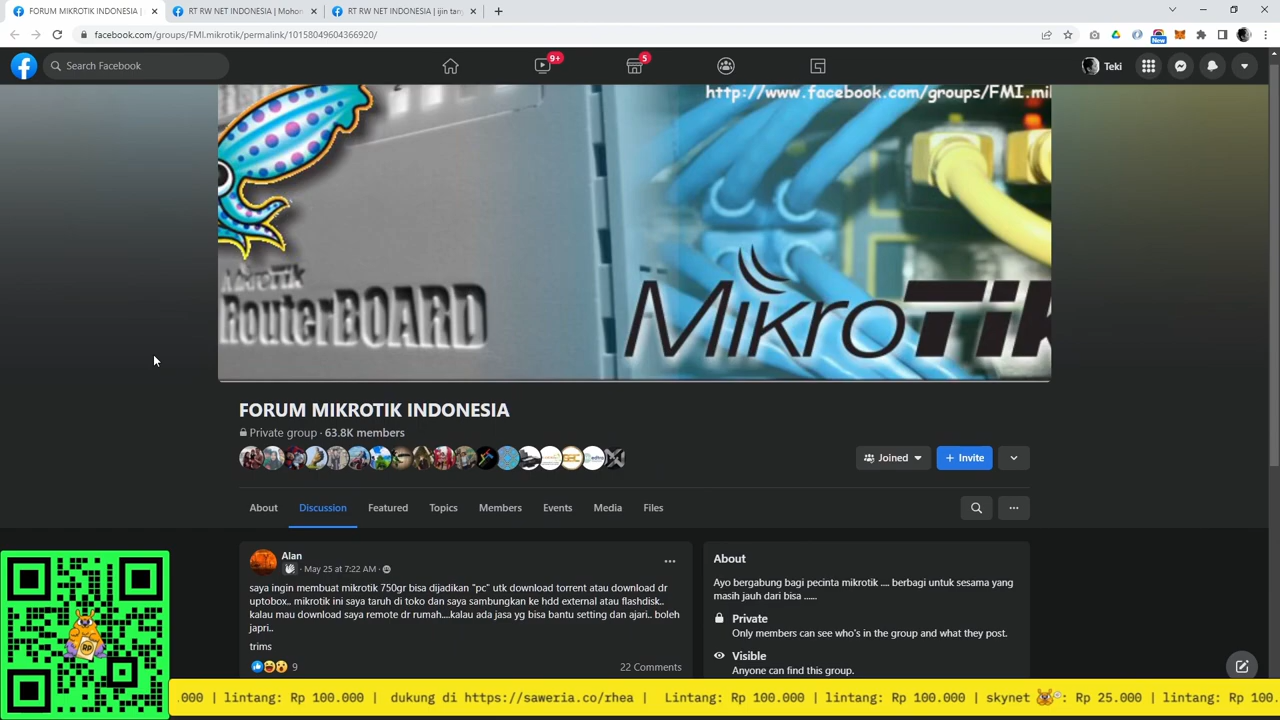 FORUM MIKROTIK INDONESIA |
RT RW NET INDONESIA | Mohon
RT RW NET INDONESIA | ijin tan
facebook.com/groups/FMI.mikrotik/permalink/10158049604366920/
New
Search Facebook
9+
5
Teki
http://www.facebook.com/groups/FMI.mi
MikroTik
RouterBOARD
MikroTik
FORUM MIKROTIK INDONESIA
Private group · 63.8K members
Joined
+ Invite
About
Discussion
Featured
Topics
Members
Events
Media
Files
Alan
May 25 at 7:22 AM ·
saya ingin membuat mikrotik 750gr bisa dijadikan "pc" utk download torrent atau download dr
uptobox.. mikrotik ini saya taruh di toko dan saya sambungkan ke hdd external atau flashdisk..
kalau mau download saya remote dr rumah....kalau ada jasa yg bisa bantu setting dan ajari.. boleh
japri..
trims
9
22 Comments
About
Ayo bergabung bagi pecinta mikrotik .... berbagi untuk sesama yang
masih jauh dari bisa ......
Private
Only members can see who's in the group and what they post.
Visible
Anyone can find this group.
RP
.000 | lintang: Rp 100.000 | dukung di https://saweria.co/rhea | Lintang: Rp 100.000 | lintang: Rp 100.000 | skynet : Rp 25.000 | lintang: Rp 100.